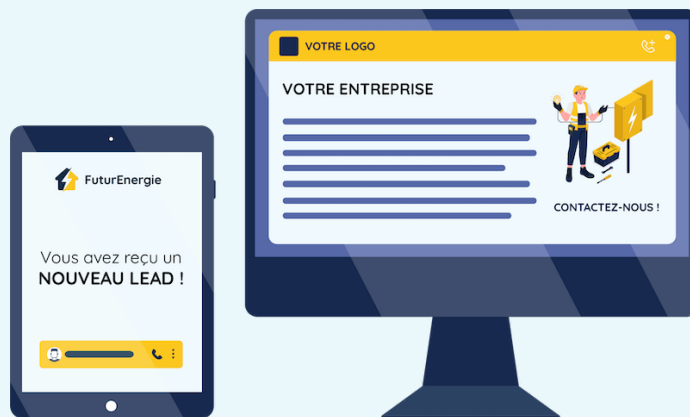 FuturEnergie
Vous avez reçu un
NOUVEAU LEAD !
VOTRE LOGO
VOTRE ENTREPRISE
CONTACTEZ-NOUS !